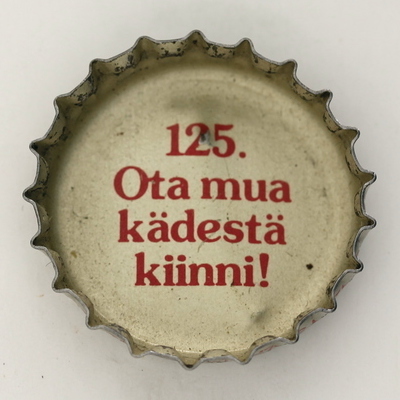 125.
Ota mua
kädestä
kiinni!